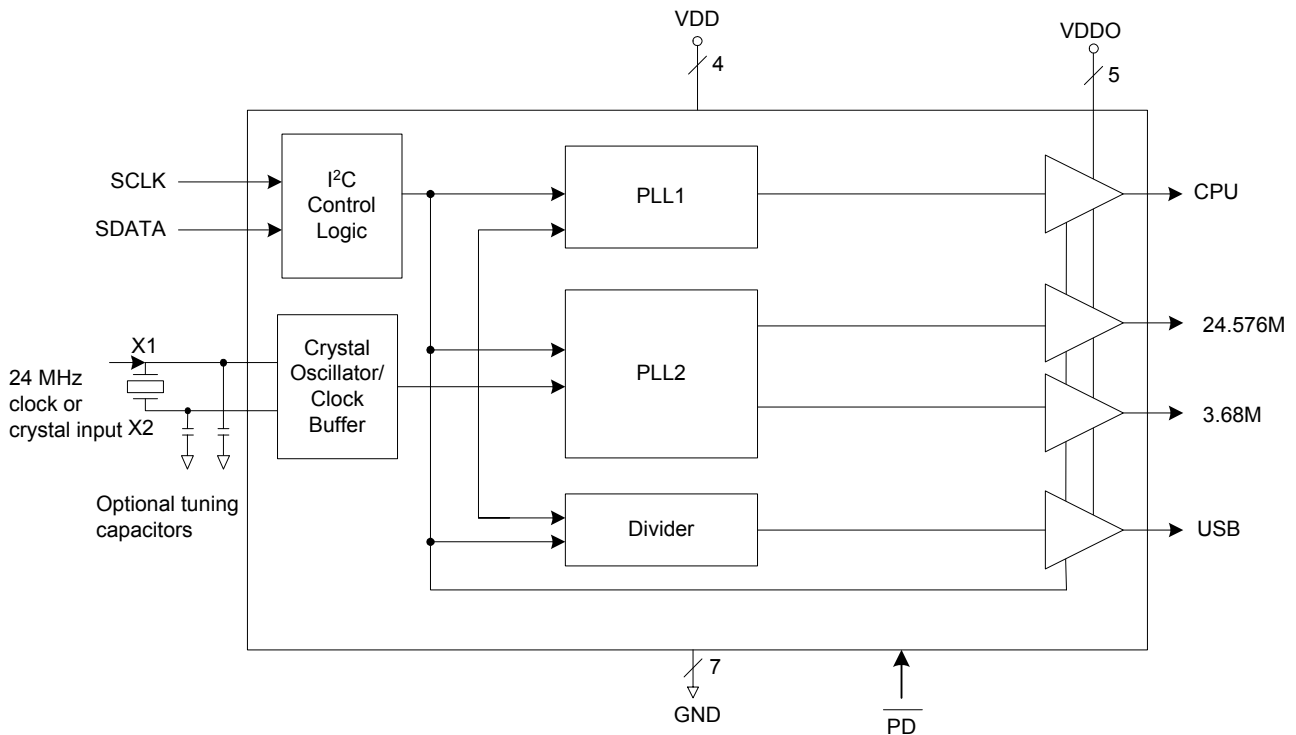 VDD
4
VDDO
5
SCLK
SDATA
I²C
Control
Logic
PLL1
CPU
X1
24 MHz
clock or
crystal input
X2
Crystal
Oscillator/
Clock
Buffer
PLL2
24.576M
3.68M
Optional tuning
capacitors
Divider
USB
7
GND
PD